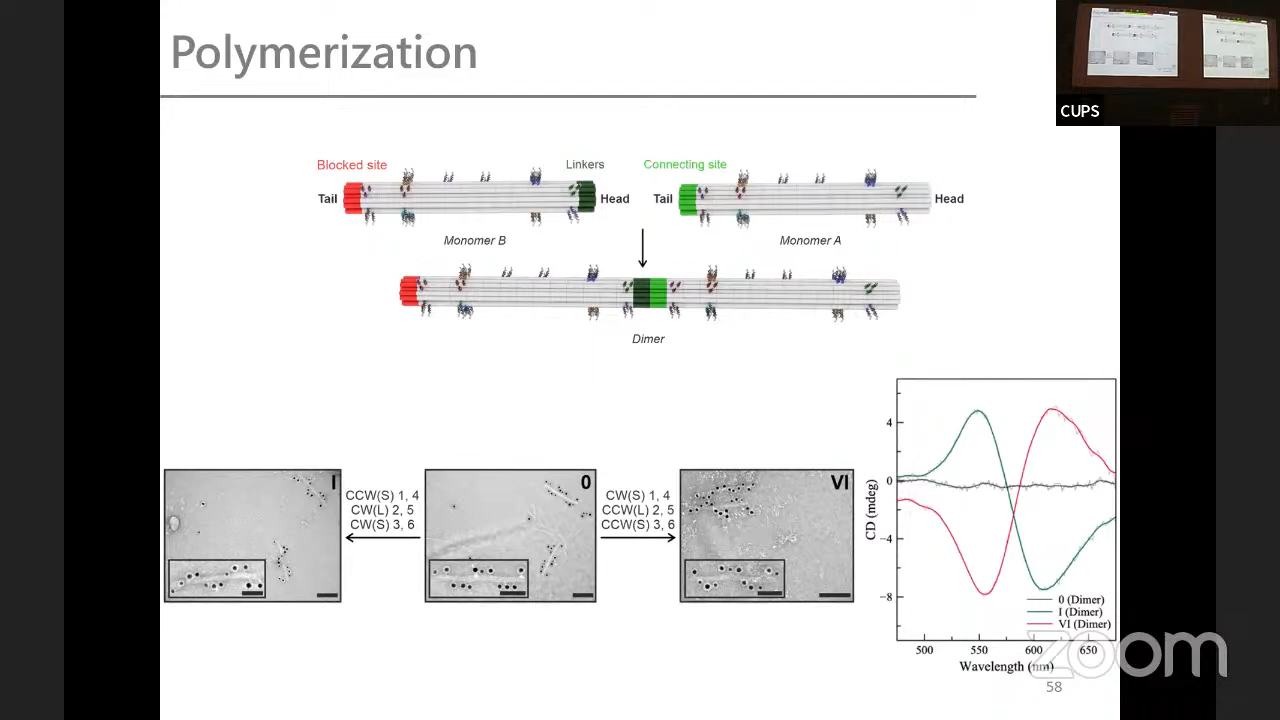 Polymerization
CUPS
Blocked site
Linkers
Connecting site
Tail
Head
Tail
Head
Monomer B
Monomer A
Dimer
I
CCW(S) 1, 4
CW(L) 2, 5
CW(S) 3, 6
0
CW(S) 1, 4
CCW(L) 2, 5
CCW(S) 3, 6
VI
CD (mdeg)
4
0
−4
−8
0 (Dimer)
I (Dimer)
VI (Dimer)
500 550 600 650
Wavelength (nm)
zoom
58